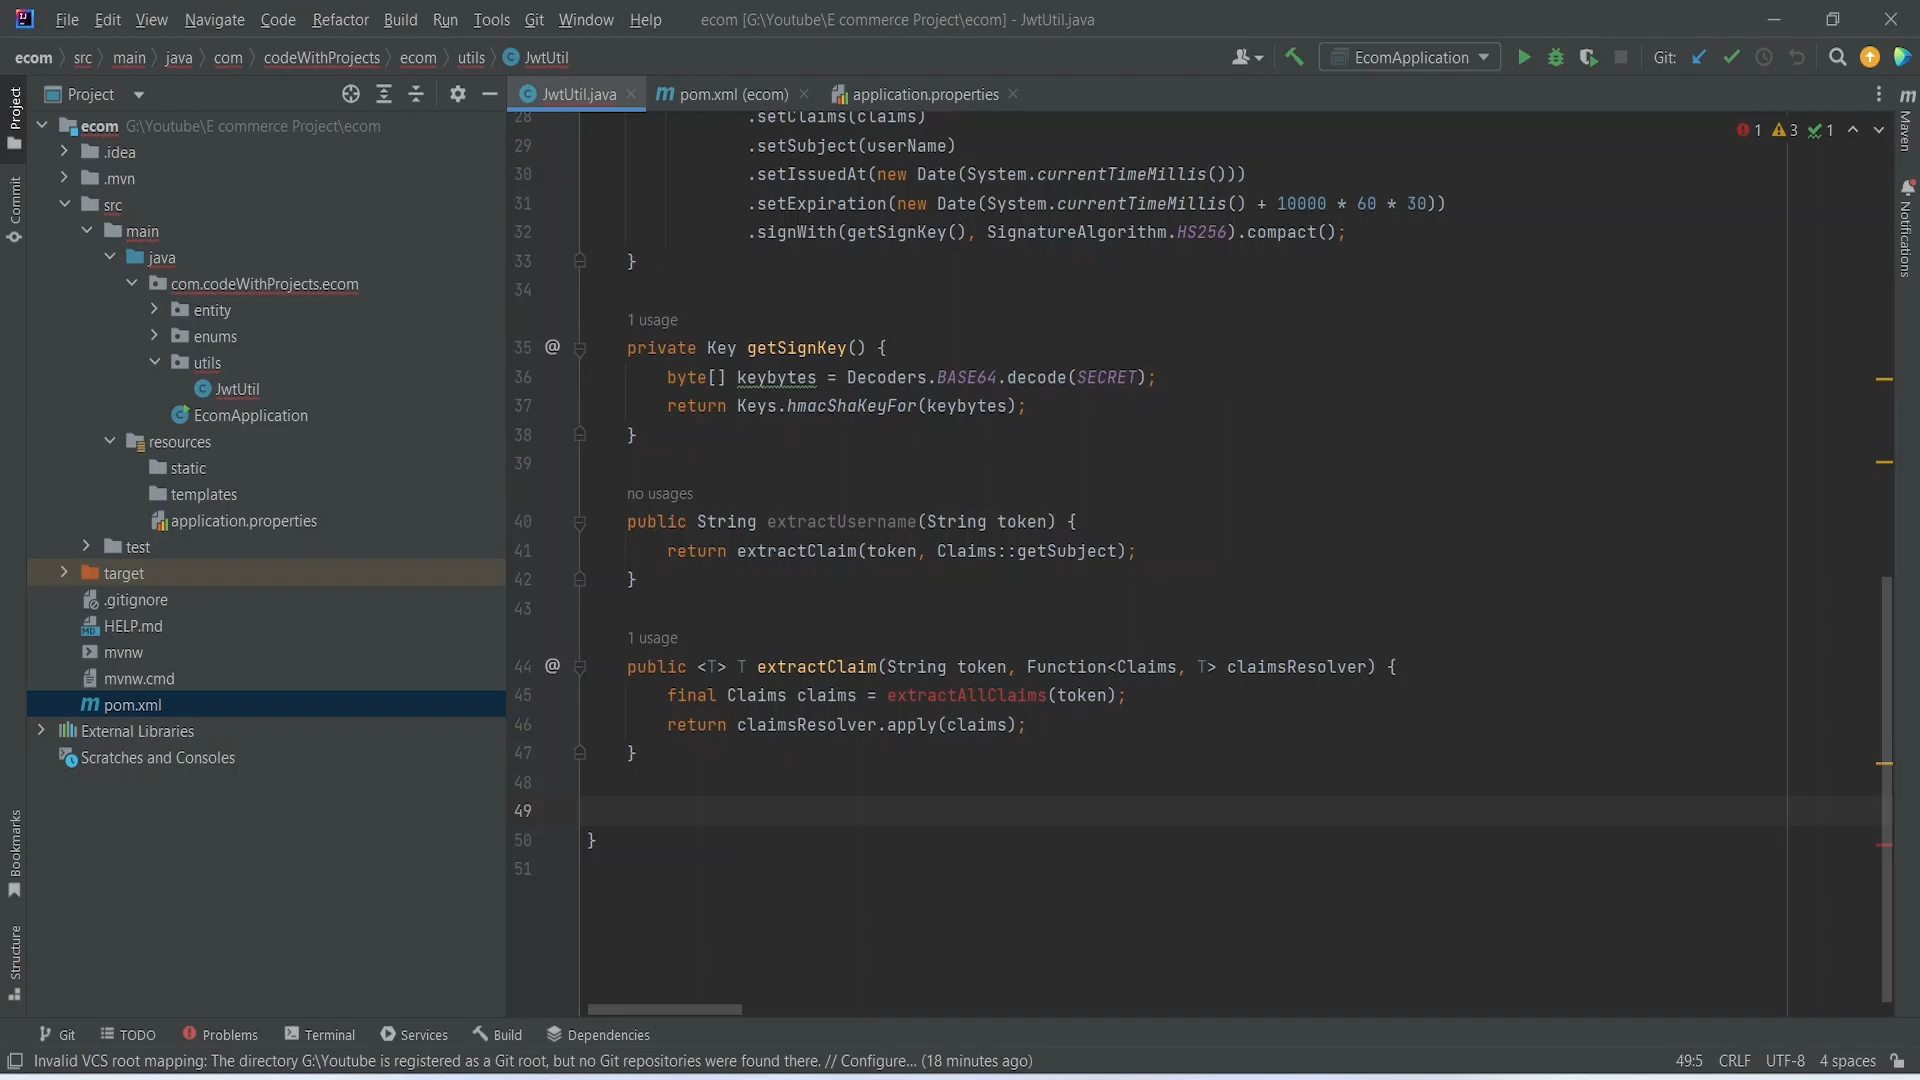 File Edit View Navigate Code Refactor Build Run Tools Git Window Help ecom [G:\Youtube\E commerce Project\ecom] - JwtUtil.java
ecom src main java com codeWithProjects ecom utils JwtUtil EcomApplication Git:
Project
JwtUtil.java pom.xml (ecom) application.properties
ecom G:\Youtube\E commerce Project\ecom
.idea
.mvn
src
main
java
com.codeWithProjects.ecom
entity
enums
utils
JwtUtil
EcomApplication
resources
static
templates
application.properties
test
target
.gitignore
HELP.md
mvnw
mvnw.cmd
pom.xml
External Libraries
Scratches and Consoles
1 3 1
28 .setClaims(claims)
29 .setSubject(userName)
30 .setIssuedAt(new Date(System.currentTimeMillis()))
31 .setExpiration(new Date(System.currentTimeMillis() + 10000 * 60 * 30))
32 .signWith(getSignKey(), SignatureAlgorithm.HS256).compact();
33 }
34
1 usage
35 @ private Key getSignKey() {
36 byte[] keybytes = Decoders.BASE64.decode(SECRET);
37 return Keys.hmacShaKeyFor(keybytes);
38 }
39
no usages
40 public String extractUsername(String token) {
41 return extractClaim(token, Claims::getSubject);
42 }
43
1 usage
44 @ public <T> T extractClaim(String token, Function<Claims, T> claimsResolver) {
45 final Claims claims = extractAllClaims(token);
46 return claimsResolver.apply(claims);
47 }
48
49
50 }
51
Project
Commit
Bookmarks
Structure
Maven
Notifications
Git TODO Problems Terminal Services Build Dependencies
Invalid VCS root mapping: The directory G:\Youtube is registered as a Git root, but no Git repositories were found there. // Configure... (18 minutes ago) 49:5 CRLF UTF-8 4 spaces